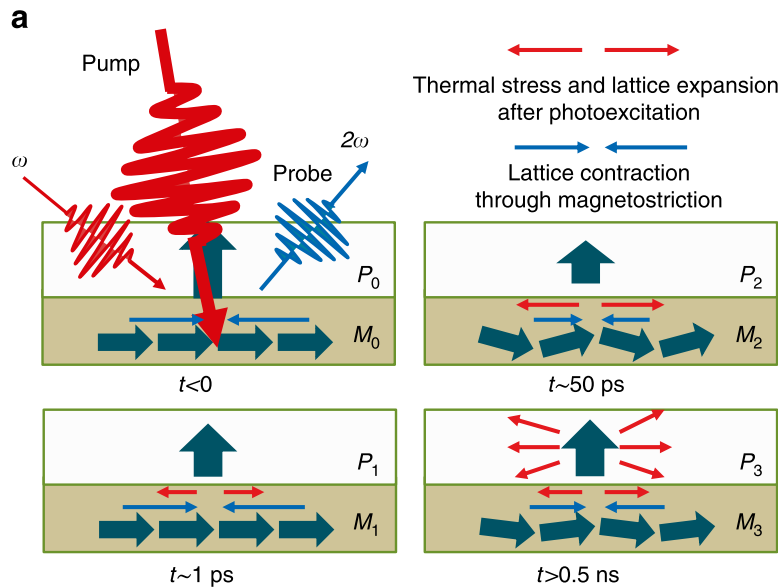 a
Pump
ω
2ω
Probe
P0
M0
t<0
Thermal stress and lattice expansion
after photoexcitation
Lattice contraction
through magnetostriction
P2
M2
t~50 ps
P1
M1
t~1 ps
P3
M3
t>0.5 ns